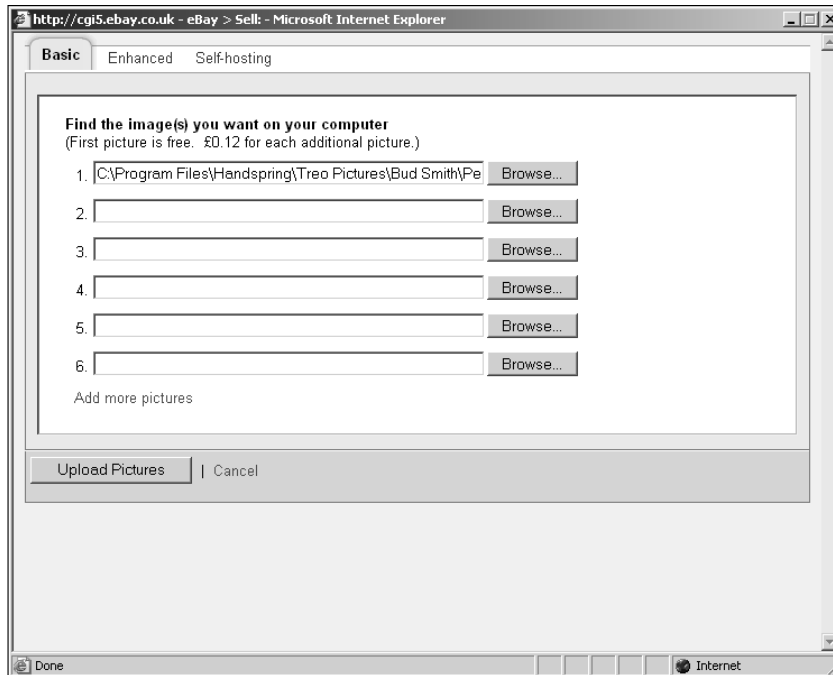 http://cgi5.ebay.co.uk - eBay > Sell: - Microsoft Internet Explorer
Basic Enhanced Self-hosting
Find the image(s) you want on your computer
(First picture is free. £0.12 for each additional picture.)
1. C:\Program Files\Handspring\Treo Pictures\Bud Smith\Pe Browse...
2. Browse...
3. Browse...
4. Browse...
5. Browse...
6. Browse...
Add more pictures
Upload Pictures | Cancel
Done Internet